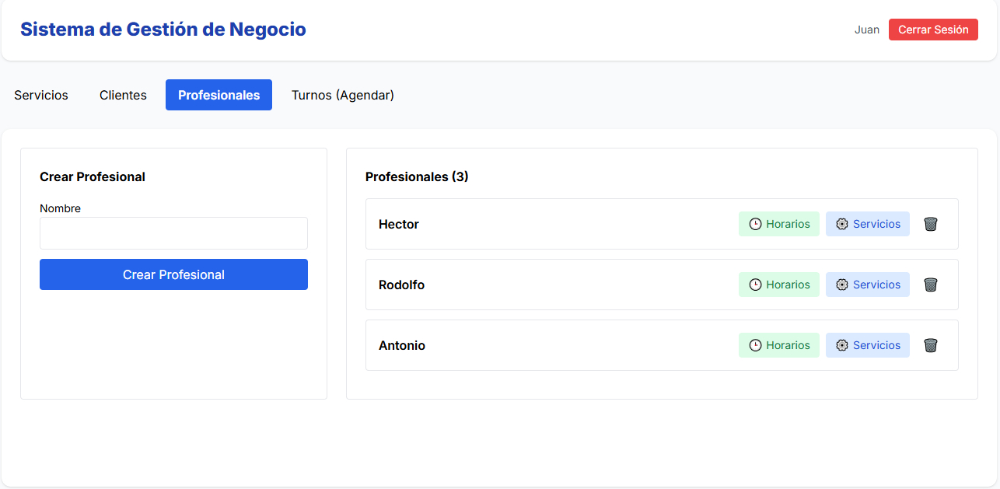 Sistema de Gestión de Negocio
Juan
Cerrar Sesión
Servicios
Clientes
Profesionales
Turnos (Agendar)
Crear Profesional
Nombre
Crear Profesional
Profesionales (3)
Hector
Horarios
Servicios
Rodolfo
Horarios
Servicios
Antonio
Horarios
Servicios